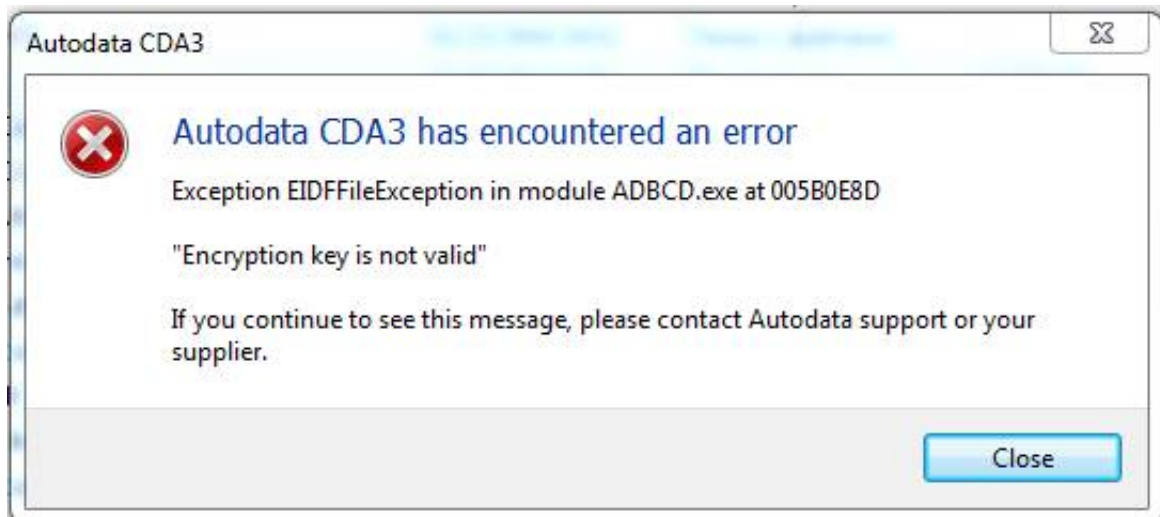 Autodata CDA3
Autodata CDA3 has encountered an error
Exception EIDFFileException in module ADBCD.exe at 005B0E8D
"Encryption key is not valid"
If you continue to see this message, please contact Autodata support or your
supplier.
Close